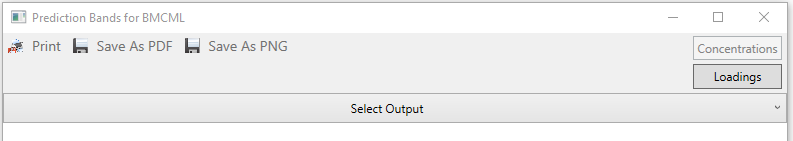 Prediction Bands for BMCML
Print Save As PDF Save As PNG
Concentrations
Loadings
Select Output